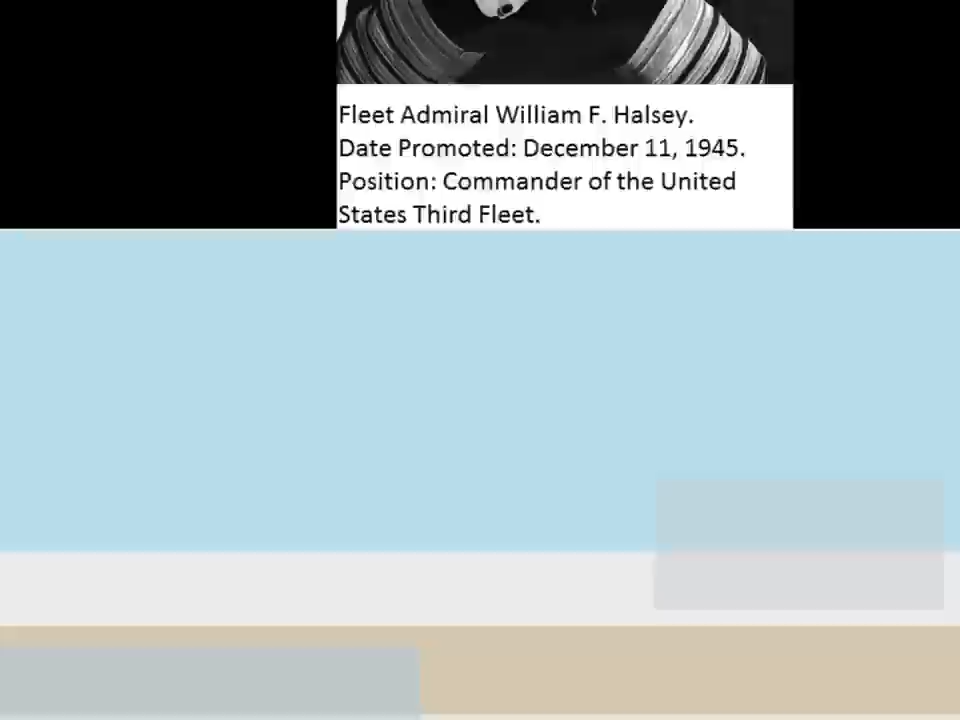 Fleet Admiral William F. Halsey.
Date Promoted: December 11, 1945.
Position: Commander of the United
States Third Fleet.